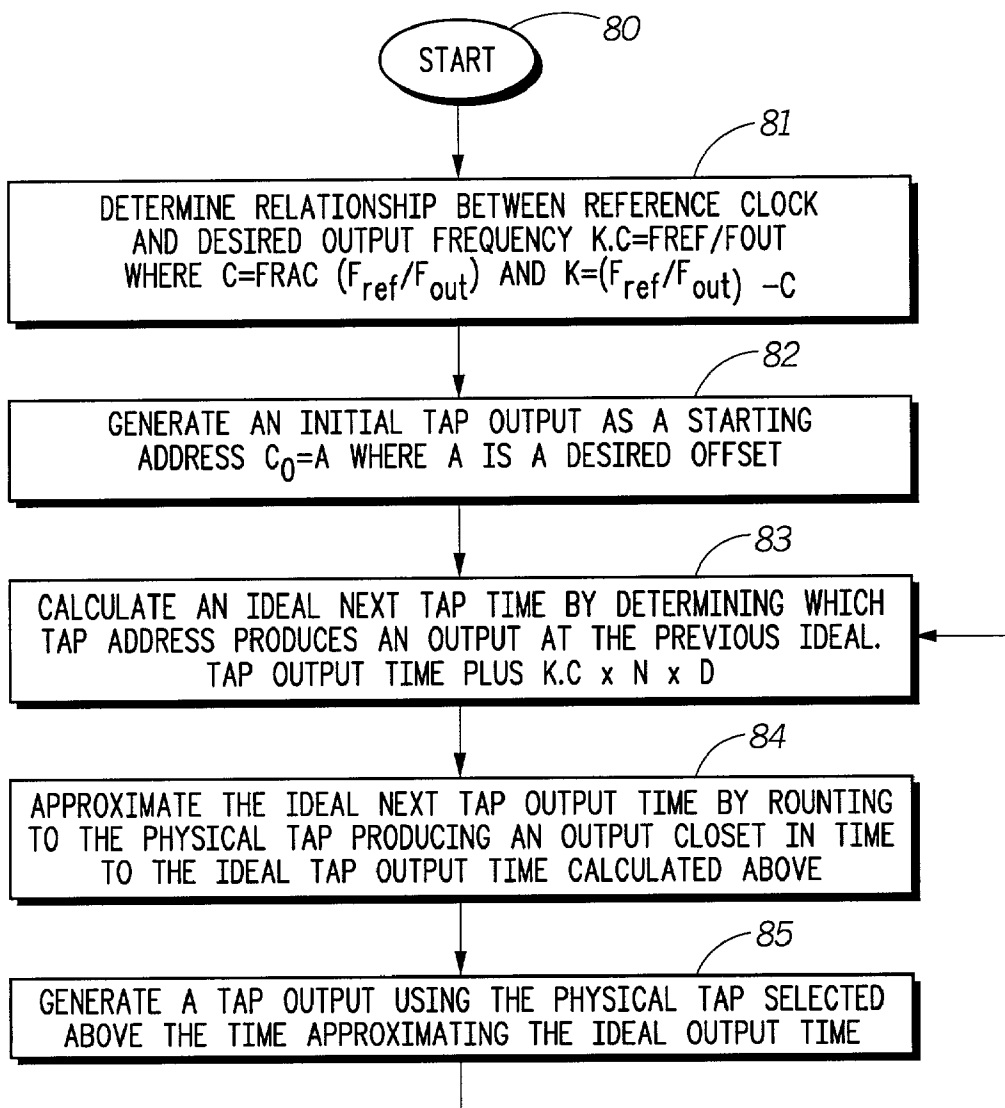 80
START
81
DETERMINE RELATIONSHIP BETWEEN REFERENCE CLOCK
AND DESIRED OUTPUT FREQUENCY K.C=FREF/FOUT
WHERE C=FRAC (F_ref/F_out) AND K=(F_ref/F_out) -C
82
GENERATE AN INITIAL TAP OUTPUT AS A STARTING
ADDRESS C_0=A WHERE A IS A DESIRED OFFSET
83
CALCULATE AN IDEAL NEXT TAP TIME BY DETERMINING WHICH
TAP ADDRESS PRODUCES AN OUTPUT AT THE PREVIOUS IDEAL.
TAP OUTPUT TIME PLUS K.C x N x D
84
APPROXIMATE THE IDEAL NEXT TAP OUTPUT TIME BY ROUNTING
TO THE PHYSICAL TAP PRODUCING AN OUTPUT CLOSET IN TIME
TO THE IDEAL TAP OUTPUT TIME CALCULATED ABOVE
85
GENERATE A TAP OUTPUT USING THE PHYSICAL TAP SELECTED
ABOVE THE TIME APPROXIMATING THE IDEAL OUTPUT TIME